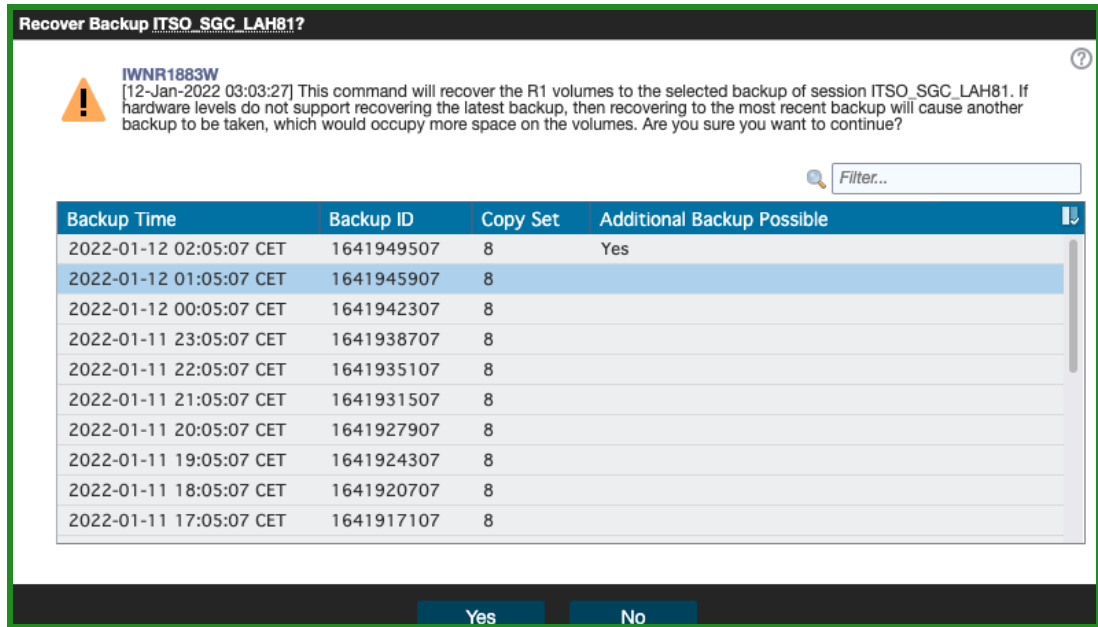 Recover Backup ITSO_SGC_LAH81?
?
IWNR1883W
[12-Jan-2022 03:03:27] This command will recover the R1 volumes to the selected backup of session ITSO_SGC_LAH81. If
hardware levels do not support recovering the latest backup, then recovering to the most recent backup will cause another
backup to be taken, which would occupy more space on the volumes. Are you sure you want to continue?
Filter...
Backup Time Backup ID Copy Set Additional Backup Possible
2022-01-12 02:05:07 CET 1641949507 8 Yes
2022-01-12 01:05:07 CET 1641945907 8
2022-01-12 00:05:07 CET 1641942307 8
2022-01-11 23:05:07 CET 1641938707 8
2022-01-11 22:05:07 CET 1641935107 8
2022-01-11 21:05:07 CET 1641931507 8
2022-01-11 20:05:07 CET 1641927907 8
2022-01-11 19:05:07 CET 1641924307 8
2022-01-11 18:05:07 CET 1641920707 8
2022-01-11 17:05:07 CET 1641917107 8
Yes No